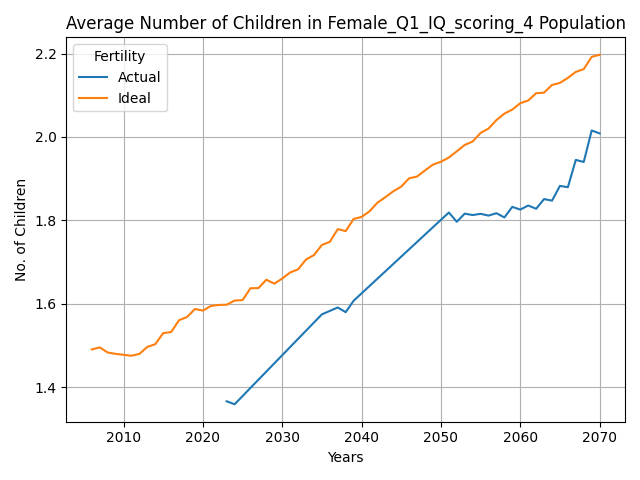 Average Number of Children in Female_Q1_IQ_scoring_4 Population
Fertility
Actual
Ideal
No. of Children
2.2
2.0
1.8
1.6
1.4
2010 2020 2030 2040 2050 2060 2070
Years